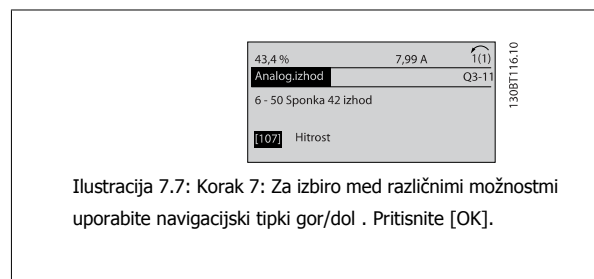 43,4 % 7,99 A 1(1)
Analog.izhod Q3-11
6 - 50 Sponka 42 izhod
[107] Hitrost
130BT116.10
Ilustracija 7.7: Korak 7: Za izbiro med različnimi možnostmi
uporabite navigacijski tipki gor/dol . Pritisnite [OK].